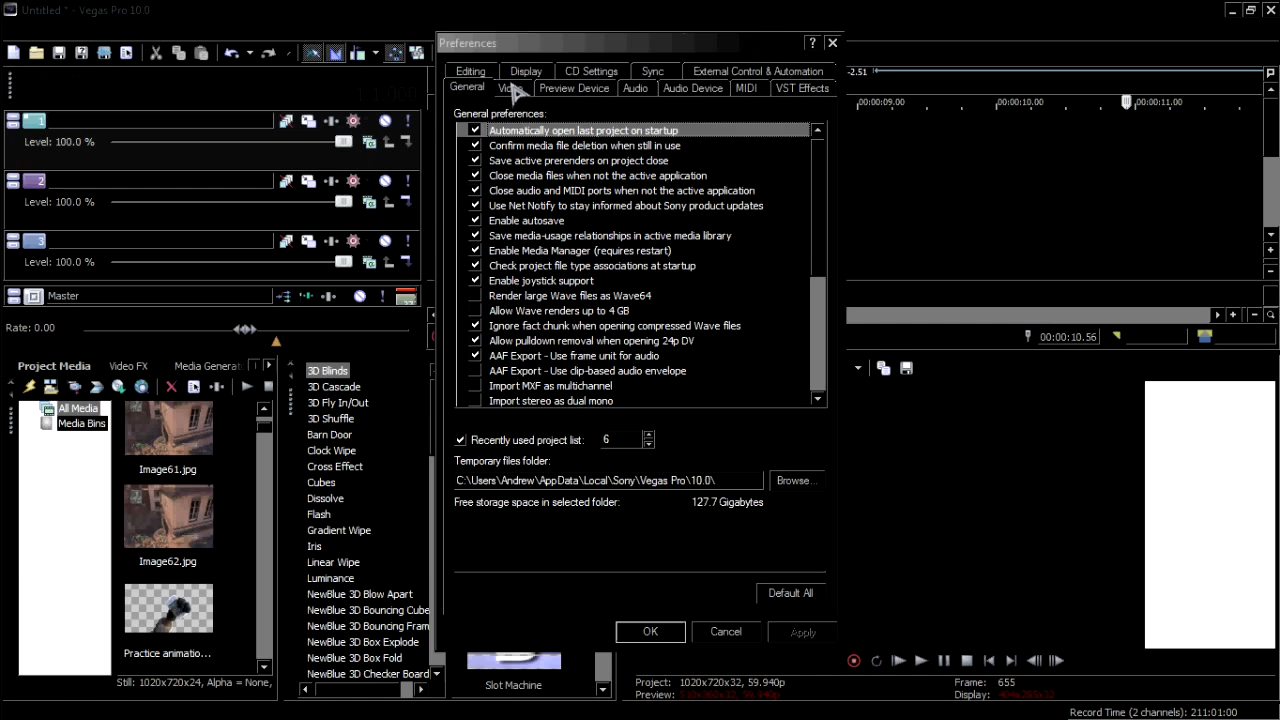 Untitled * - Vegas Pro 10.0
Preferences
Editing
Display
CD Settings
Sync
External Control & Automation
General
Preview Device
Audio
Audio Device
MIDI
VST Effects
General preferences:
Automatically open last project on startup
Confirm media file deletion when still in use
Save active prerenders on project close
Close media files when not the active application
Close audio and MIDI ports when not the active application
Use Net Notify to stay informed about Sony product updates
Enable autosave
Save media-usage relationships in active media library
Enable Media Manager (requires restart)
Check project file type associations at startup
Enable joystick support
Render large Wave files as Wave64
Allow Wave renders up to 4 GB
Ignore fact chunk when opening compressed Wave files
Allow pulldown removal when opening 24p DV
AAF Export - Use frame unit for audio
AAF Export - Use clip-based audio envelope
Import MXF as multichannel
Import stereo as dual mono
Recently used project list: 6
Temporary files folder:
C:\Users\Andrew\AppData\Local\Sony\Vegas Pro\10.0\
Browse...
Free storage space in selected folder: 127.7 Gigabytes
Default All
OK
Cancel
Apply
1
Level: 100.0 %
2
Level: 100.0 %
3
Level: 100.0 %
Master
Rate: 0.00
Project Media
Video FX
Media Generat
All Media
Media Bins
Image61.jpg
Image62.jpg
Practice animatio...
Still: 1020x720x24, Alpha = None,
3D Blinds
3D Cascade
3D Fly In/Out
3D Shuffle
Barn Door
Clock Wipe
Cross Effect
Cubes
Dissolve
Flash
Gradient Wipe
Iris
Linear Wipe
Luminance
NewBlue 3D Blow Apart
NewBlue 3D Bouncing Cube
NewBlue 3D Bouncing Fram
NewBlue 3D Box Explode
NewBlue 3D Box Fold
NewBlue 3D Checker Board
Slot Machine
-2.51
00:00:09.00
00:00:10.00
00:00:11.00
00:00:10.56
Project: 1020x720x32, 59.940p
Frame: 655
Preview:
Display:
Record Time (2 channels): 211:01:00